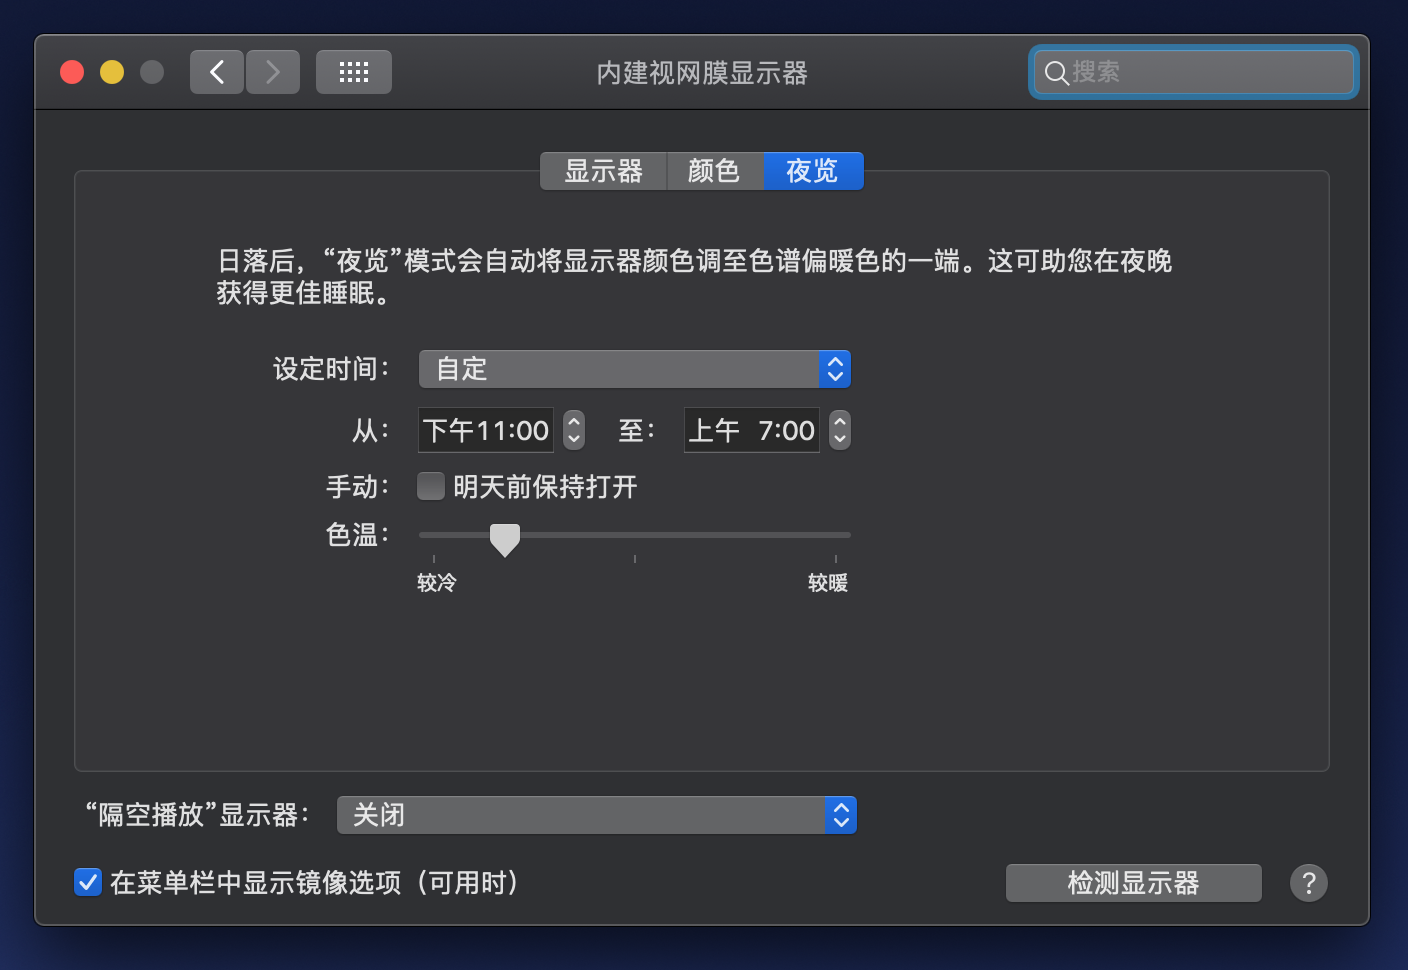 内建视网膜显示器
搜索
显示器 颜色 夜览
日落后，“夜览”模式会自动将显示器颜色调至色谱偏暖色的一端。这可助您在夜晚
获得更佳睡眠。
设定时间： 自定
从： 下午11:00 至： 上午 7:00
手动： 明天前保持打开
色温：
较冷 较暖
“隔空播放”显示器： 关闭
在菜单栏中显示镜像选项（可用时）
检测显示器 ?